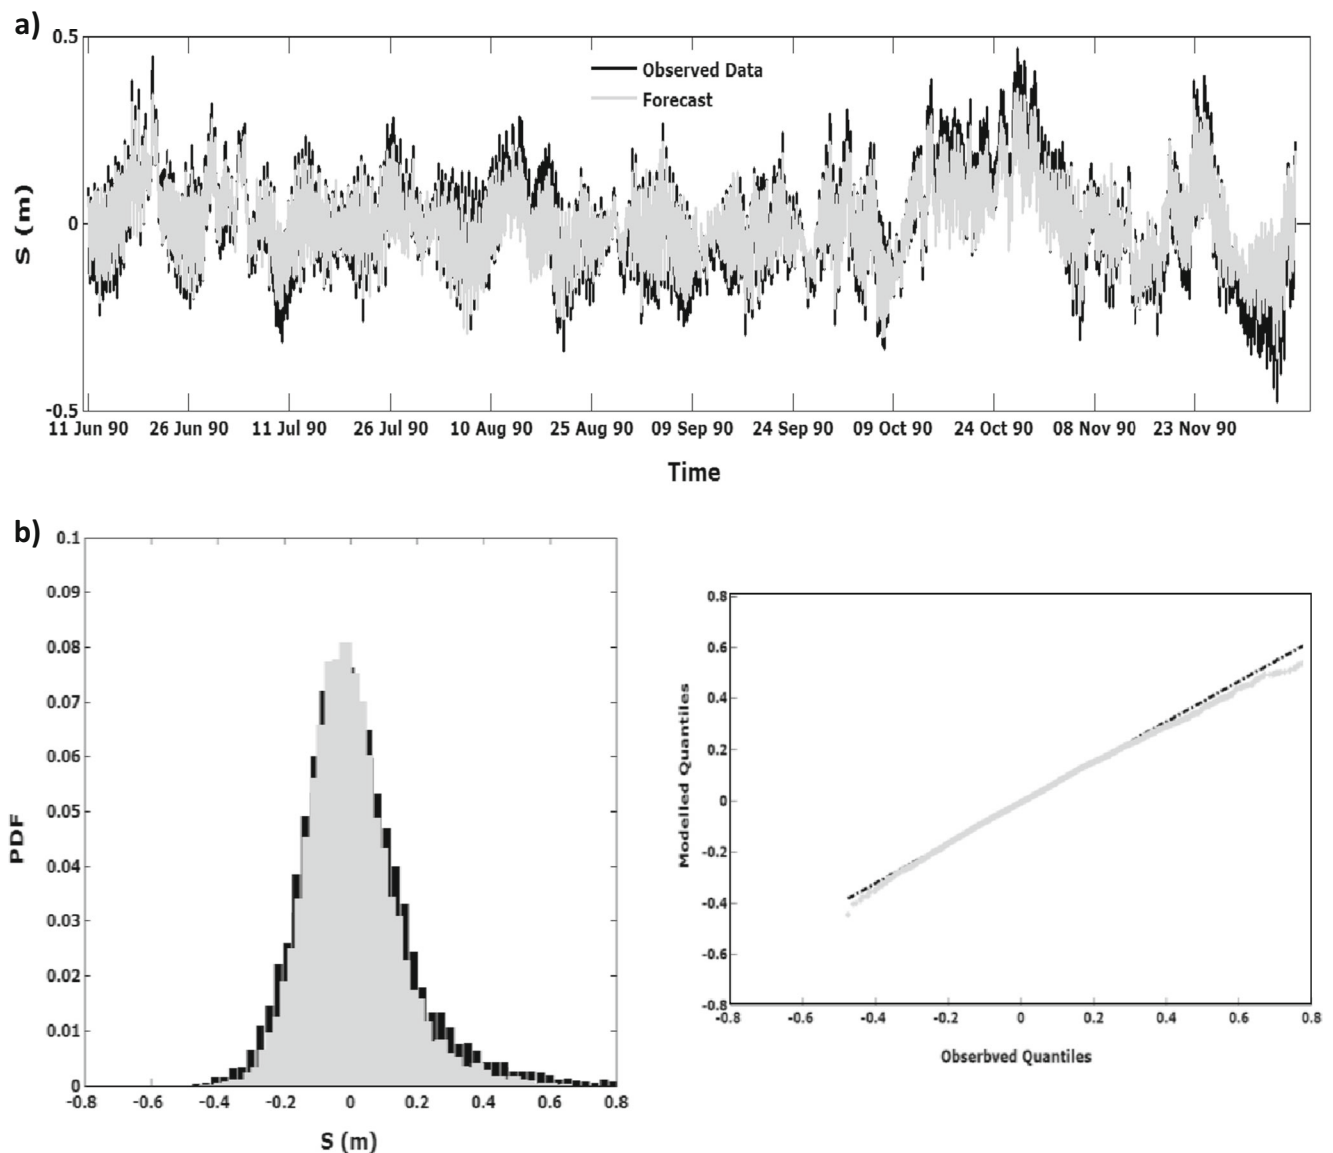 a)
0.5
Observed Data
Forecast
S (m)
0
-0.5
11 Jun 90 26 Jun 90 11 Jul 90 26 Jul 90 10 Aug 90 25 Aug 90 09 Sep 90 24 Sep 90 09 Oct 90 24 Oct 90 08 Nov 90 23 Nov 90
Time
b)
0.1
0.09
0.08
0.07
0.06
0.05
0.04
0.03
0.02
0.01
0
PDF
-0.8 -0.6 -0.4 -0.2 0 0.2 0.4 0.6 0.8
S (m)
0.8
0.6
0.4
0.2
0
-0.2
-0.4
-0.6
-0.8
Modelled Quantiles
-0.8 -0.6 -0.4 -0.2 0 0.2 0.4 0.6 0.8
Obserbved Quantiles